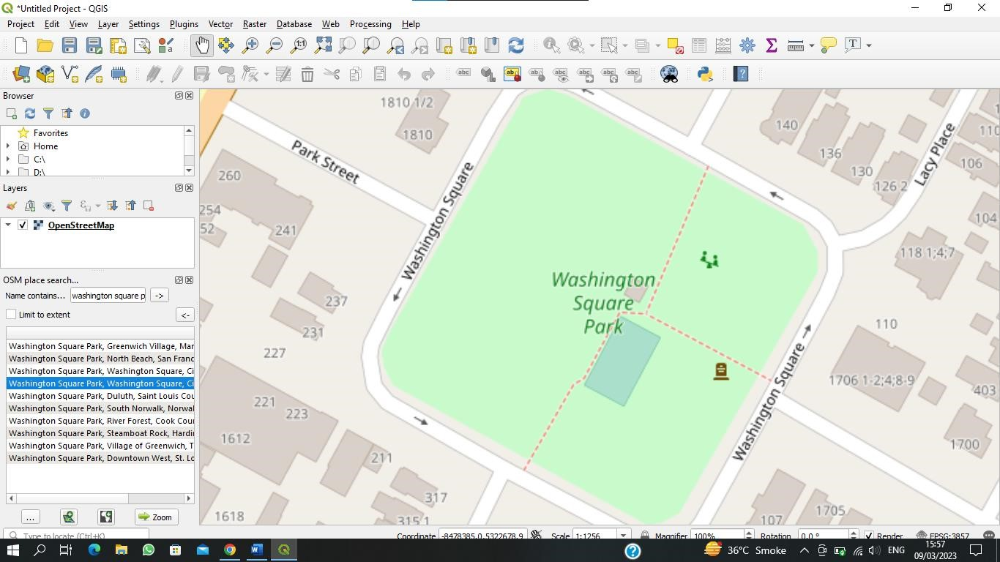 *Untitled Project - QGIS
Project Edit View Layer Settings Plugins Vector Raster Database Web Processing Help
Browser
Favorites
Home
C:\
D:\
Layers
OpenStreetMap
OSM place search...
Name contains... washington square p ->
Limit to extent <-
Washington Square Park, Greenwich Village, Mar
Washington Square Park, North Beach, San Franc
Washington Square Park, Washington Square, Ci
Washington Square Park, Washington Square, Ci
Washington Square Park, Duluth, Saint Louis Cou
Washington Square Park, South Norwalk, Norwal
Washington Square Park, River Forest, Cook Cour
Washington Square Park, Steamboat Rock, Hardir
Washington Square Park, Village of Greenwich, T
Washington Square Park, Downtown West, St. Lo
... Zoom
1810 1/2
1810
Park Street
Washington Square
260
254
52
241
237
231
227
221
223
1612
211
317
315 1
1618
Washington
Square
Park
140
136
130
126 2
Lacy Place
110
106
104
118 1;4;7
110
1706 1-2;4;8-9
403
1700
Washington Square
1705
107
Type to locate (Ctrl+K) Coordinate -8478385.0,5322678.9 Scale 1:1256 Magnifier 100% Rotation 0.0 ° Render EPSG:3857
36°C Smoke ENG 15:57
09/03/2023